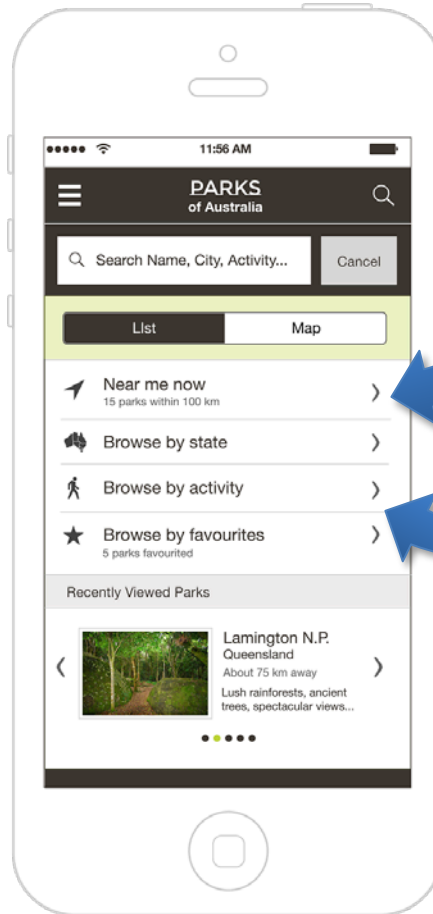 11:56 AM
PARKS
of Australia
Search Name, City, Activity...
Cancel
LIst
Map
Near me now
15 parks within 100 km
Browse by state
Browse by activity
Browse by favourites
5 parks favourited
Recently Viewed Parks
Lamington N.P.
Queensland
About 75 km away
Lush rainforests, ancient
trees, spectacular views...